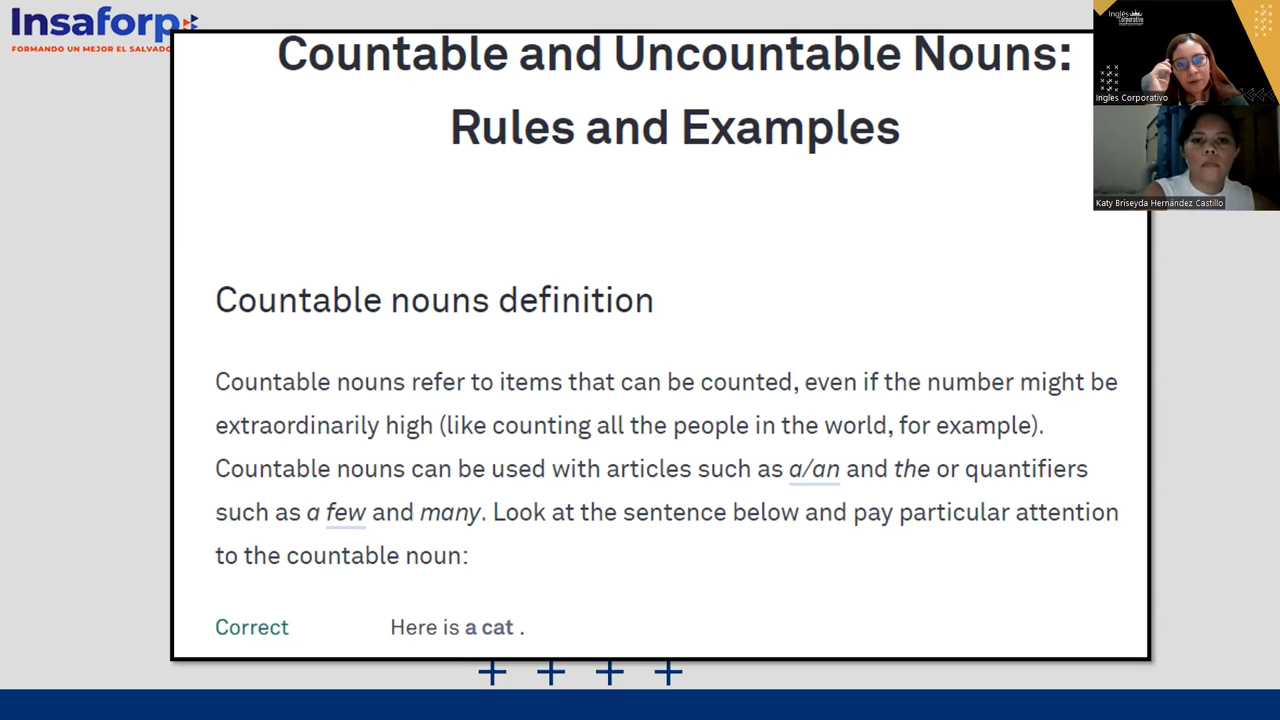 Insaforp
FORMANDO UN MEJOR EL SALVADO
Countable and Uncountable Nouns:
Rules and Examples
Countable nouns definition
Countable nouns refer to items that can be counted, even if the number might be
extraordinarily high (like counting all the people in the world, for example).
Countable nouns can be used with articles such as a/an and the or quantifiers
such as a few and many. Look at the sentence below and pay particular attention
to the countable noun:
Correct Here is a cat .
Inglés
Corporativo
Ingles Corporativo
Katy Briseyda Hernández Castillo